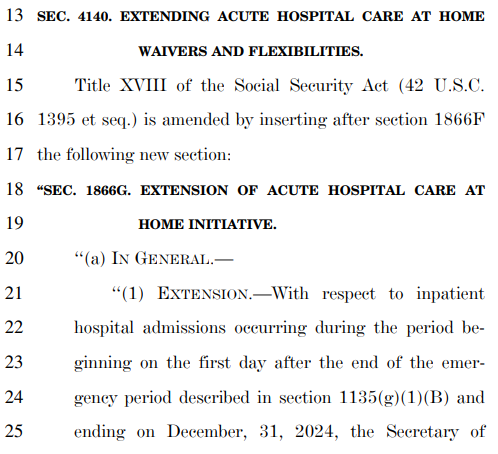 13 SEC. 4140. EXTENDING ACUTE HOSPITAL CARE AT HOME
14 WAIVERS AND FLEXIBILITIES.
15 Title XVIII of the Social Security Act (42 U.S.C.
16 1395 et seq.) is amended by inserting after section 1866F
17 the following new section:
18 “SEC. 1866G. EXTENSION OF ACUTE HOSPITAL CARE AT
19 HOME INITIATIVE.
20 ‘‘(a) IN GENERAL.—
21 ‘‘(1) EXTENSION.—With respect to inpatient
22 hospital admissions occurring during the period be-
23 ginning on the first day after the end of the emer-
24 gency period described in section 1135(g)(1)(B) and
25 ending on December, 31, 2024, the Secretary of